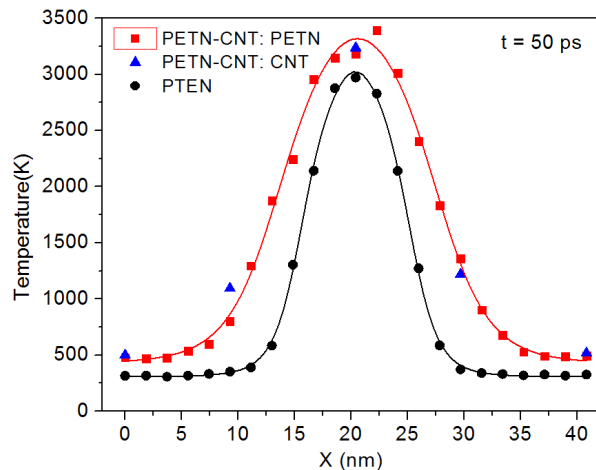 PETN-CNT: PETN
PETN-CNT: CNT
PTEN
t = 50 ps
Temperature(K)
3500
3000
2500
2000
1500
1000
500
0
0 5 10 15 20 25 30 35 40
X (nm)